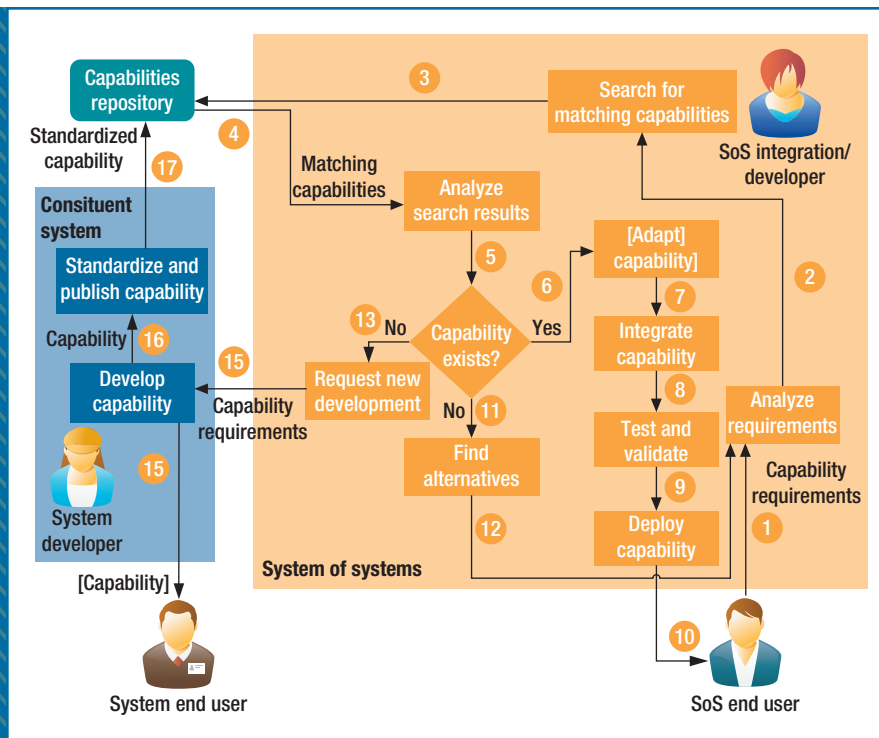 Capabilities
repository
3
Search for
matching capabilities
SoS integration/
developer
Standardized
capability
4
17
Matching
capabilities
Analyze
search results
Consituent
system
Standardize and
publish capability
5
6
[Adapt]
capability]
2
7
Capability
16
13
No
Capability
exists?
Yes
Integrate
capability
Develop
capability
15
Capability
requirements
Request new
development
8
No
11
Analyze
requirements
Find
alternatives
Test and
validate
15
System
developer
9
Capability
requirements
12
Deploy
capability
1
System of systems
[Capability]
10
System end user
SoS end user